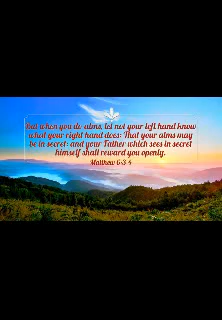 But when you do alms, let not your left hand know
what your right hand does: That your alms may
be in secret: and your Father which sees in secret
himself shall reward you openly.
Matthew 6:3-4